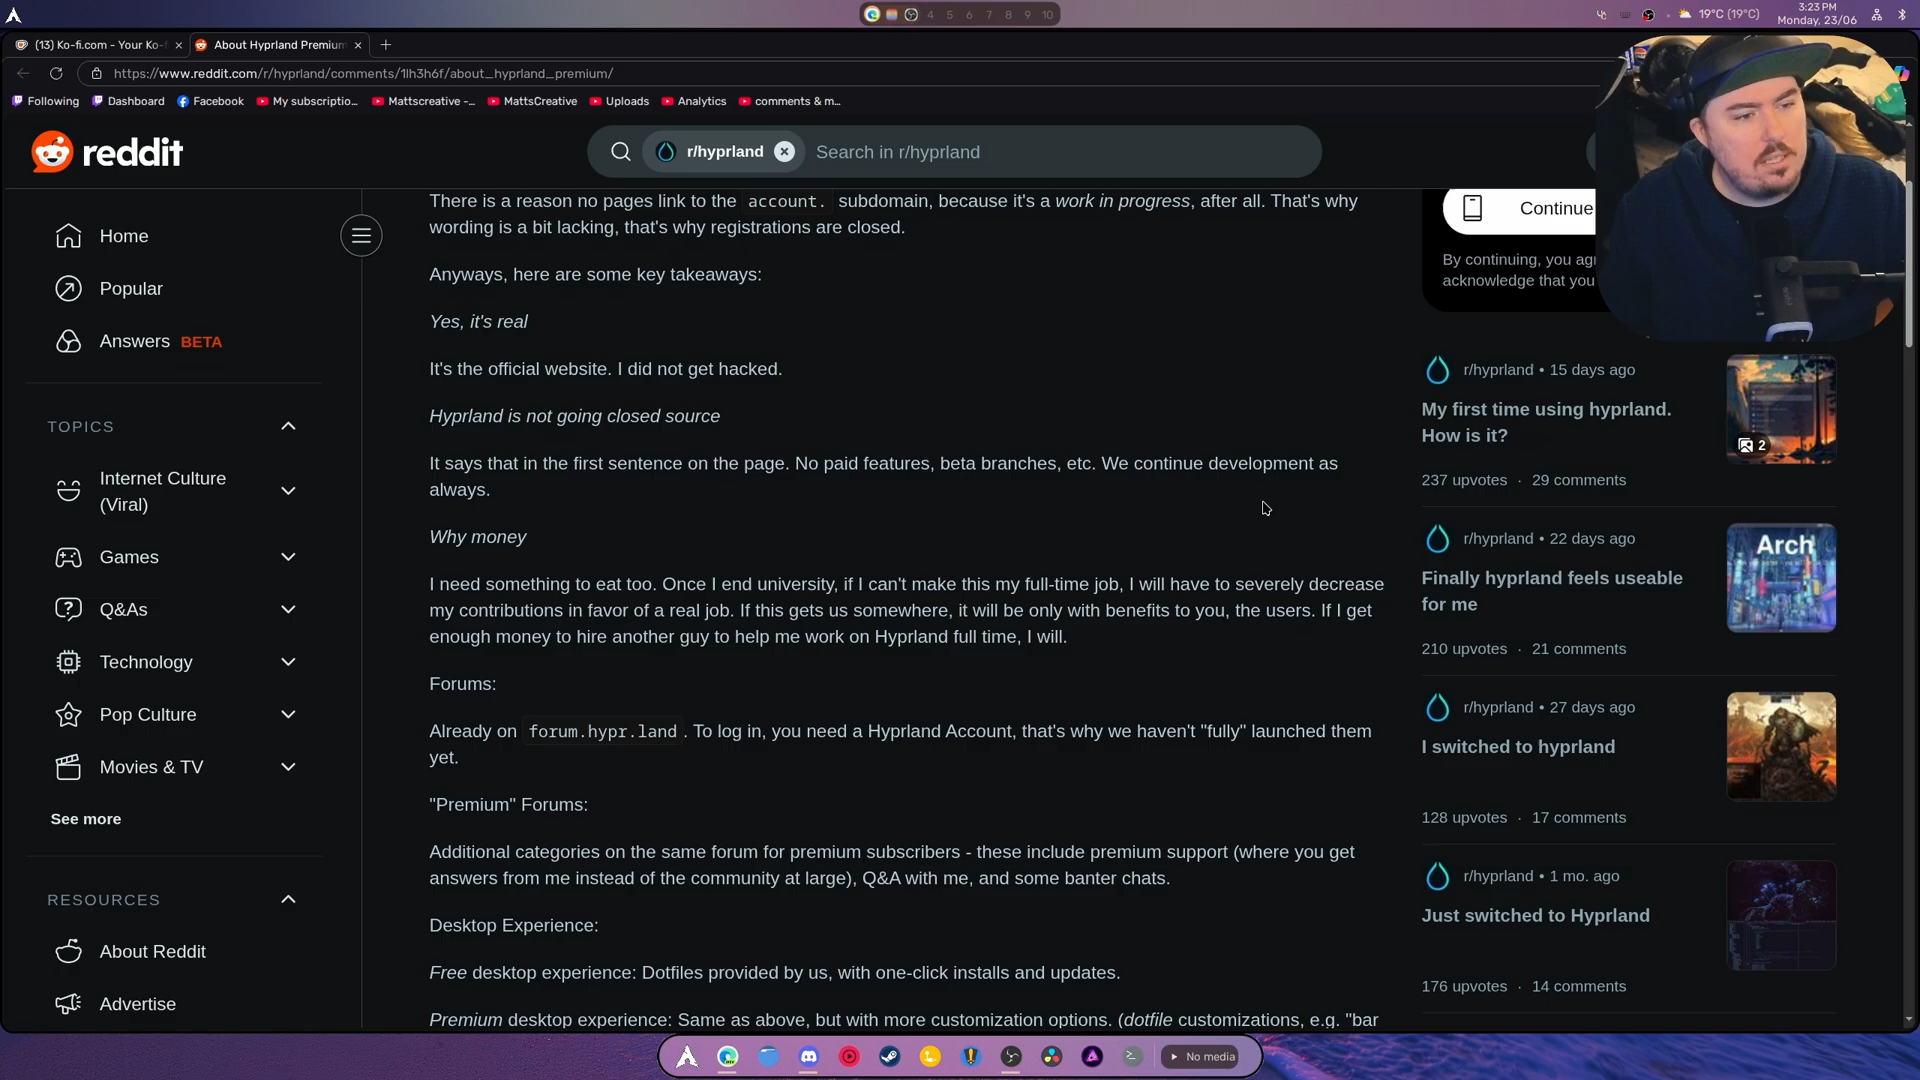 4 5 6 7 8 9 10
19°C (19°C)
3:23 PM
Monday, 23/06
(13) Ko-fi.com - Your Ko-f
About Hyprland Premium
https://www.reddit.com/r/hyprland/comments/1lh3h6f/about_hyprland_premium/
Following
Dashboard
Facebook
My subscriptio...
Mattscreative -...
MattsCreative
Uploads
Analytics
comments & m...
reddit
r/hyprland
Search in r/hyprland
Home
Popular
Answers BETA
TOPICS
Internet Culture
(Viral)
Games
Q&As
Technology
Pop Culture
Movies & TV
See more
RESOURCES
About Reddit
Advertise
There is a reason no pages link to the account. subdomain, because it's a work in progress, after all. That's why
wording is a bit lacking, that's why registrations are closed.
Anyways, here are some key takeaways:
Yes, it's real
It's the official website. I did not get hacked.
Hyprland is not going closed source
It says that in the first sentence on the page. No paid features, beta branches, etc. We continue development as
always.
Why money
I need something to eat too. Once I end university, if I can't make this my full-time job, I will have to severely decrease
my contributions in favor of a real job. If this gets us somewhere, it will be only with benefits to you, the users. If I get
enough money to hire another guy to help me work on Hyprland full time, I will.
Forums:
Already on forum.hypr.land. To log in, you need a Hyprland Account, that's why we haven't "fully" launched them
yet.
"Premium" Forums:
Additional categories on the same forum for premium subscribers - these include premium support (where you get
answers from me instead of the community at large), Q&A with me, and some banter chats.
Desktop Experience:
Free desktop experience: Dotfiles provided by us, with one-click installs and updates.
Premium desktop experience: Same as above, but with more customization options. (dotfile customizations, e.g. "bar
Continue
By continuing, you ag
acknowledge that you
r/hyprland • 15 days ago
My first time using hyprland.
How is it?
2
237 upvotes · 29 comments
r/hyprland • 22 days ago
Finally hyprland feels useable
for me
Arch
210 upvotes · 21 comments
r/hyprland • 27 days ago
I switched to hyprland
128 upvotes · 17 comments
r/hyprland • 1 mo. ago
Just switched to Hyprland
176 upvotes · 14 comments
No media